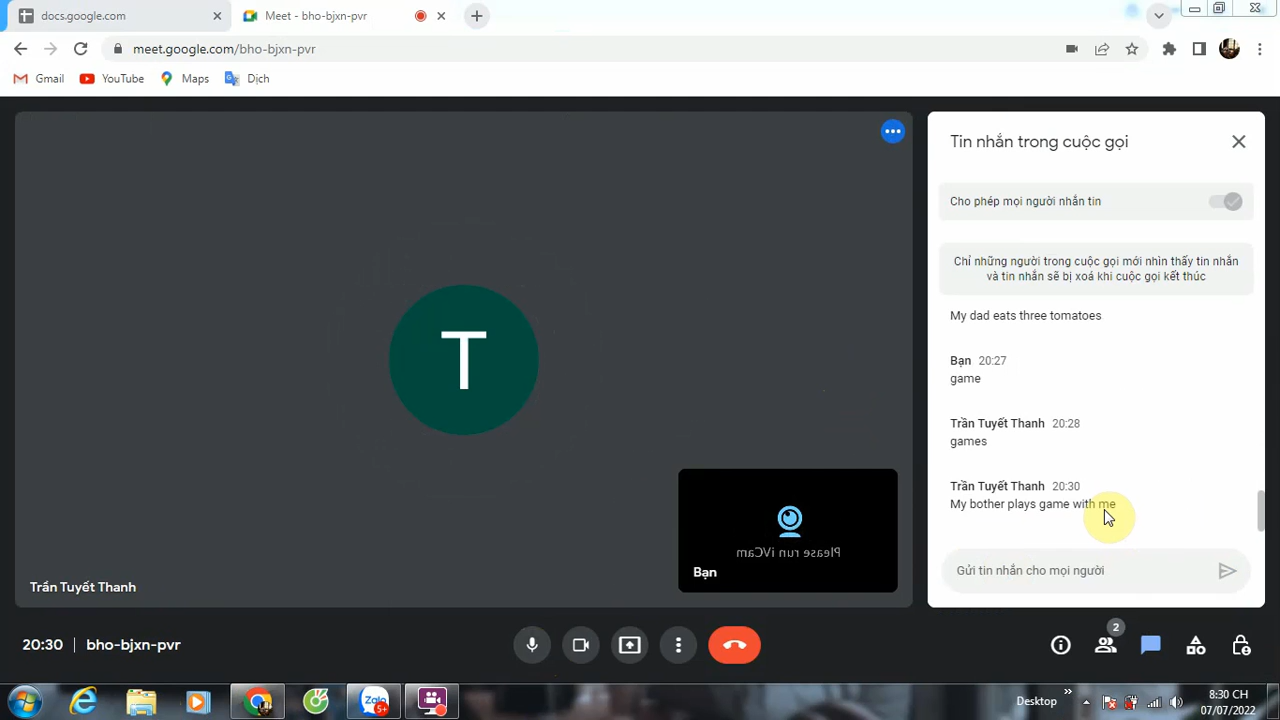 docs.google.com
Meet - bho-bjxn-pvr
meet.google.com/bho-bjxn-pvr
Gmail
YouTube
Maps
Dịch
T
Trần Tuyết Thanh
Please run iVCam
Bạn
Tin nhắn trong cuộc gọi
Cho phép mọi người nhắn tin
Chỉ những người trong cuộc gọi mới nhìn thấy tin nhắn
và tin nhắn sẽ bị xoá khi cuộc gọi kết thúc
My dad eats three tomatoes
Bạn 20:27
game
Trần Tuyết Thanh 20:28
games
Trần Tuyết Thanh 20:30
My bother plays game with me
Gửi tin nhắn cho mọi người
20:30 | bho-bjxn-pvr
2
Zalo
5+
Desktop
8:30 CH
07/07/2022